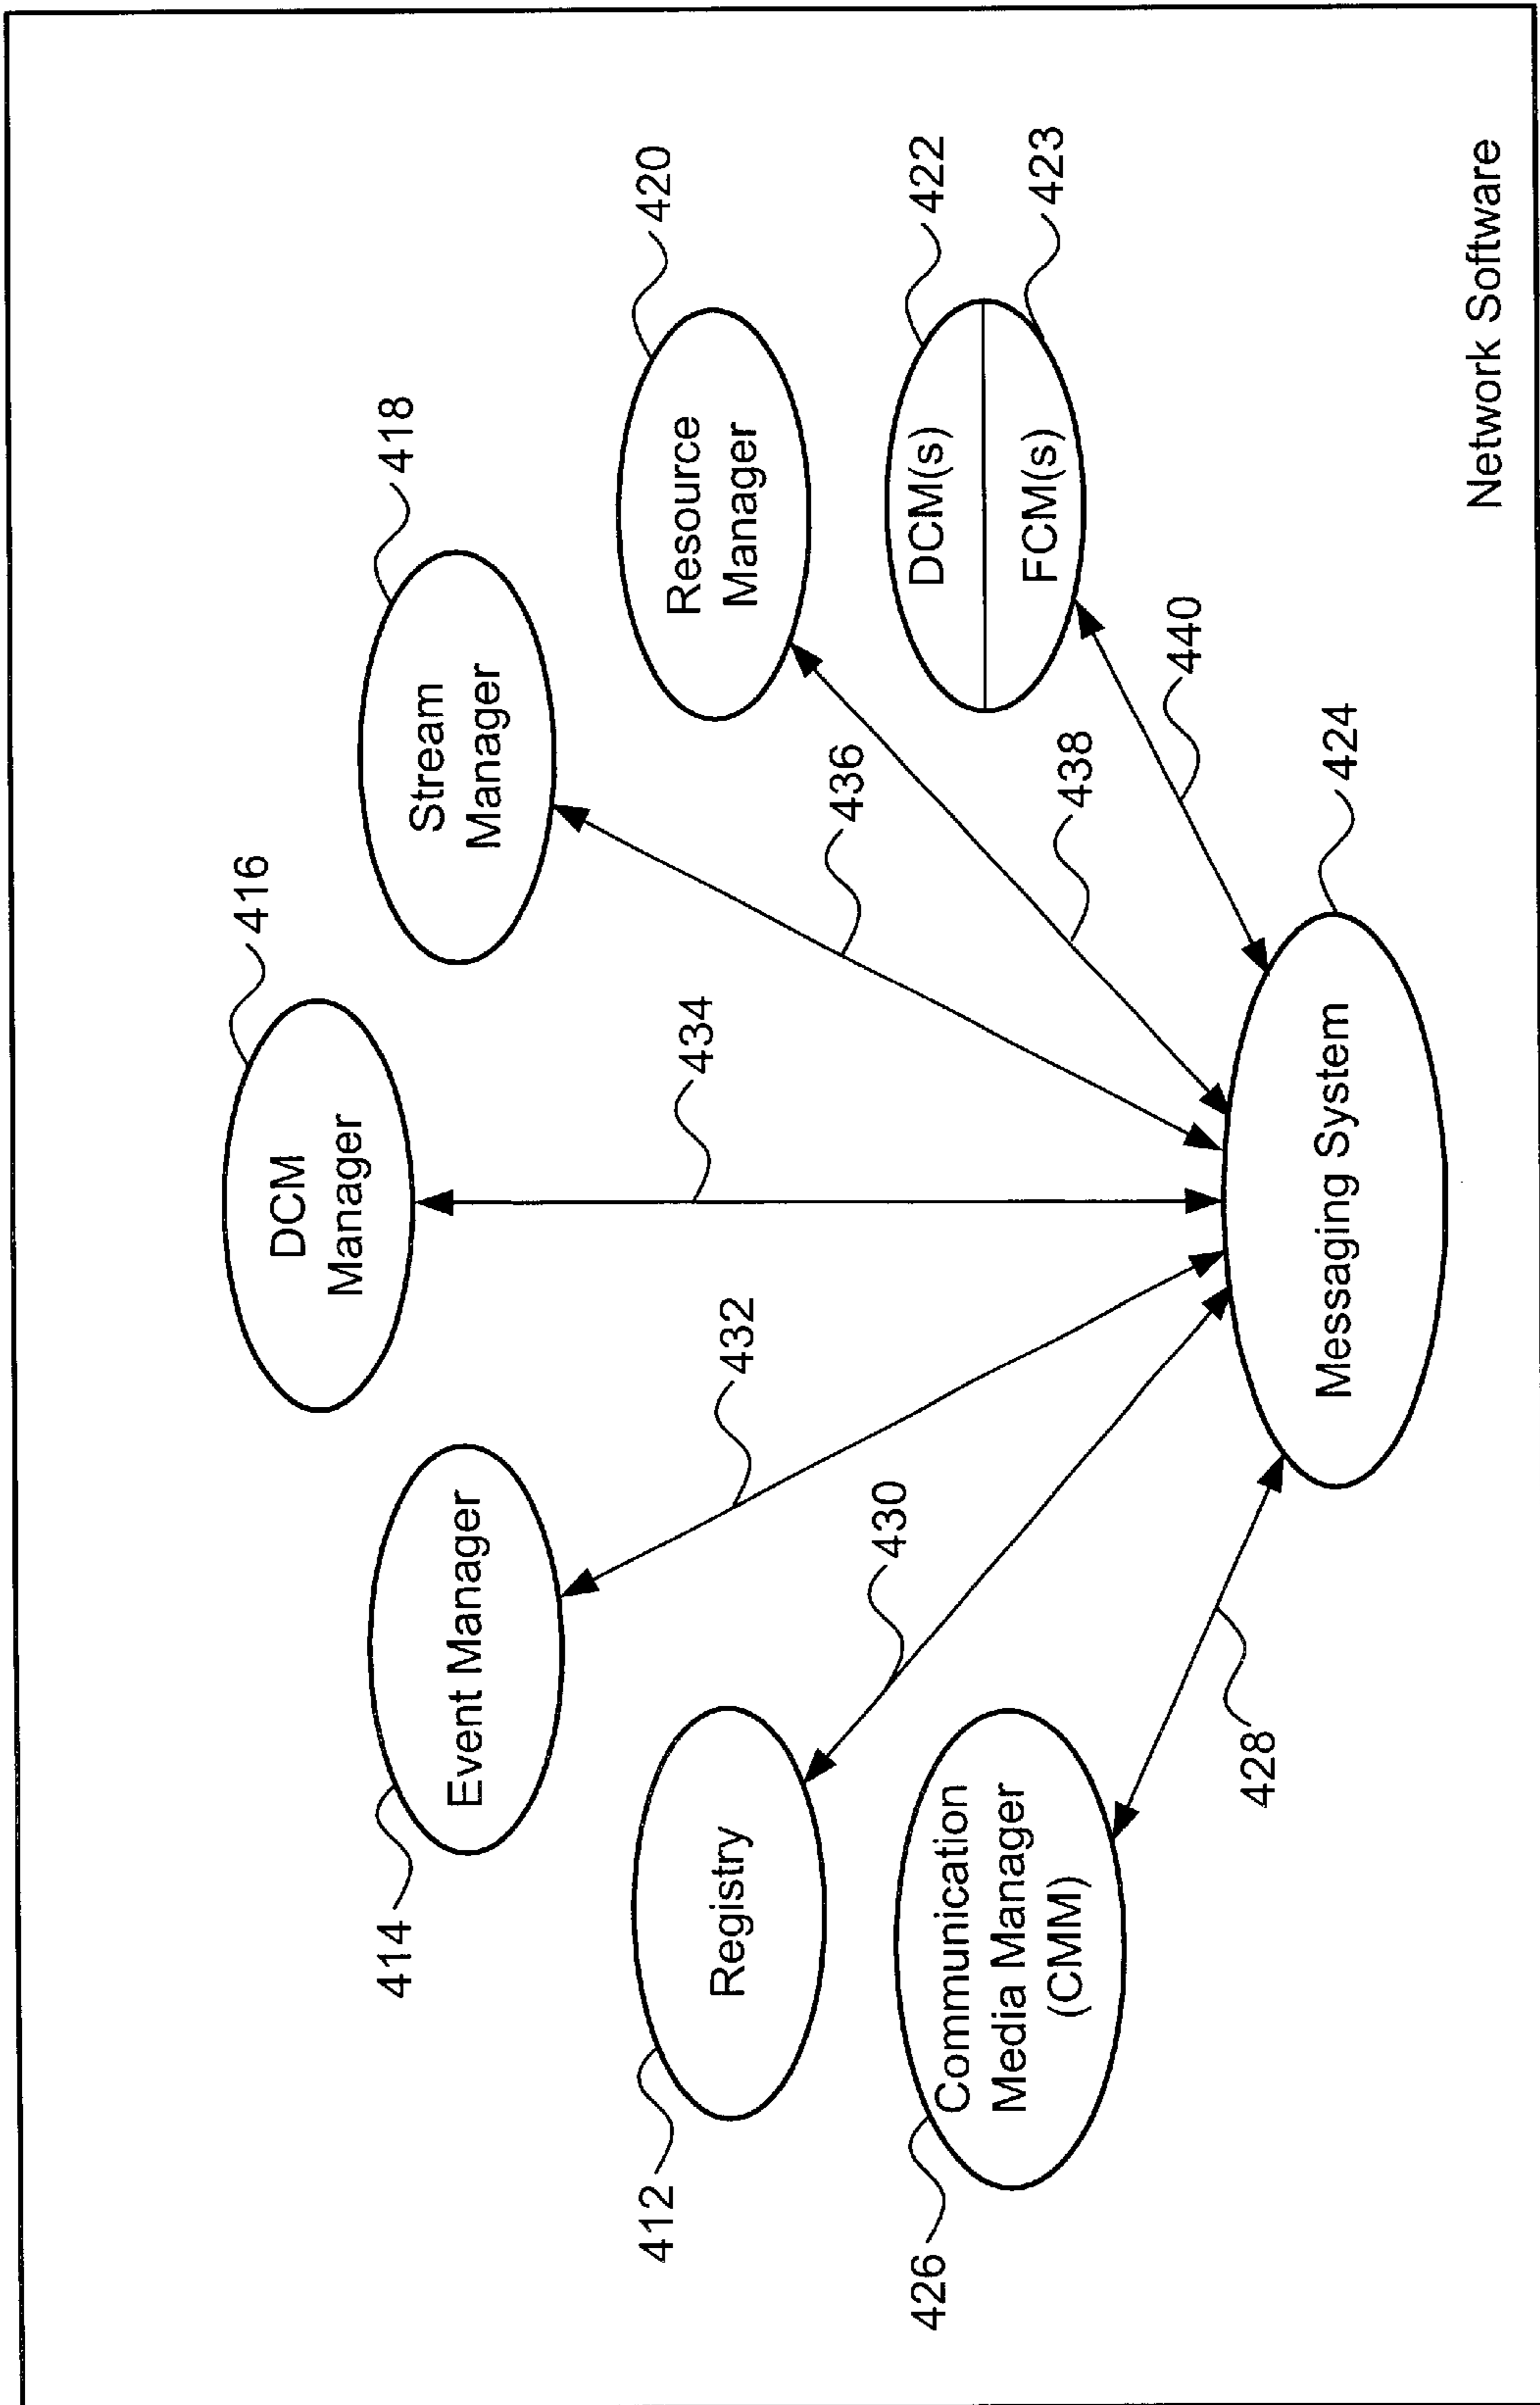 416
DCM
Manager
414
Event Manager
418
Stream
Manager
412
Registry
420
Resource
Manager
432
434
436
430
438
426
Communication
Media Manager
(CMM)
422
DCM(s)
FCM(s)
423
428
440
424
Messaging System
Network Software